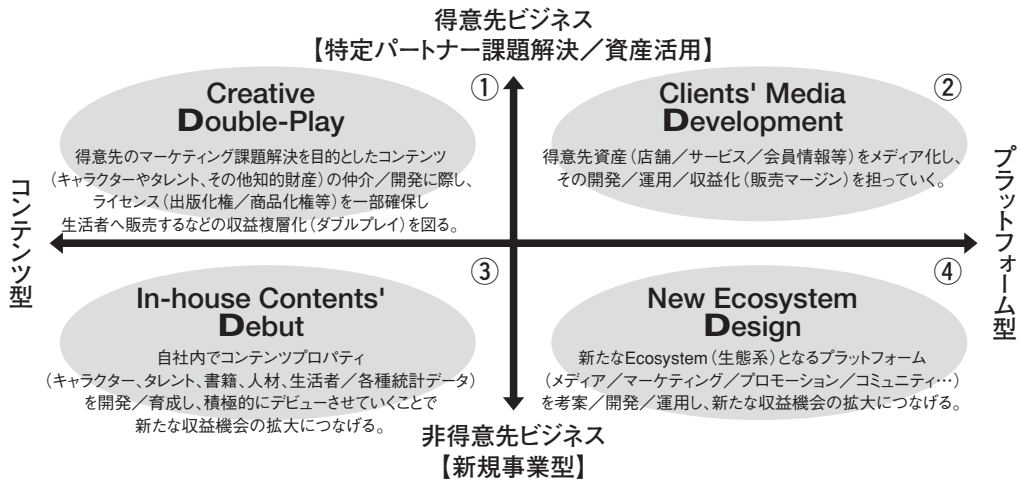 得意先ビジネス
【特定パートナー課題解決／資産活用】
①
Creative
Double-Play
得意先のマーケティング課題解決を目的としたコンテンツ
（キャラクターやタレント、その他知的財産）の仲介／開発に際し、
ライセンス（出版化権／商品化権等）を一部確保し
生活者へ販売するなどの収益複層化（ダブルプレイ）を図る。
②
Clients' Media
Development
得意先資産（店舗／サービス／会員情報等）をメディア化し、
その開発／運用／収益化（販売マージン）を担っていく。
コンテンツ型
プラットフォーム型
③
In-house Contents'
Debut
自社内でコンテンツプロパティ
（キャラクター、タレント、書籍、人材、生活者／各種統計データ）
を開発／育成し、積極的にデビューさせていくことで
新たな収益機会の拡大につなげる。
④
New Ecosystem
Design
新たなEcosystem（生態系）となるプラットフォーム
（メディア／マーケティング／プロモーション／コミュニティ…）
を考案／開発／運用し、新たな収益機会の拡大につなげる。
非得意先ビジネス
【新規事業型】